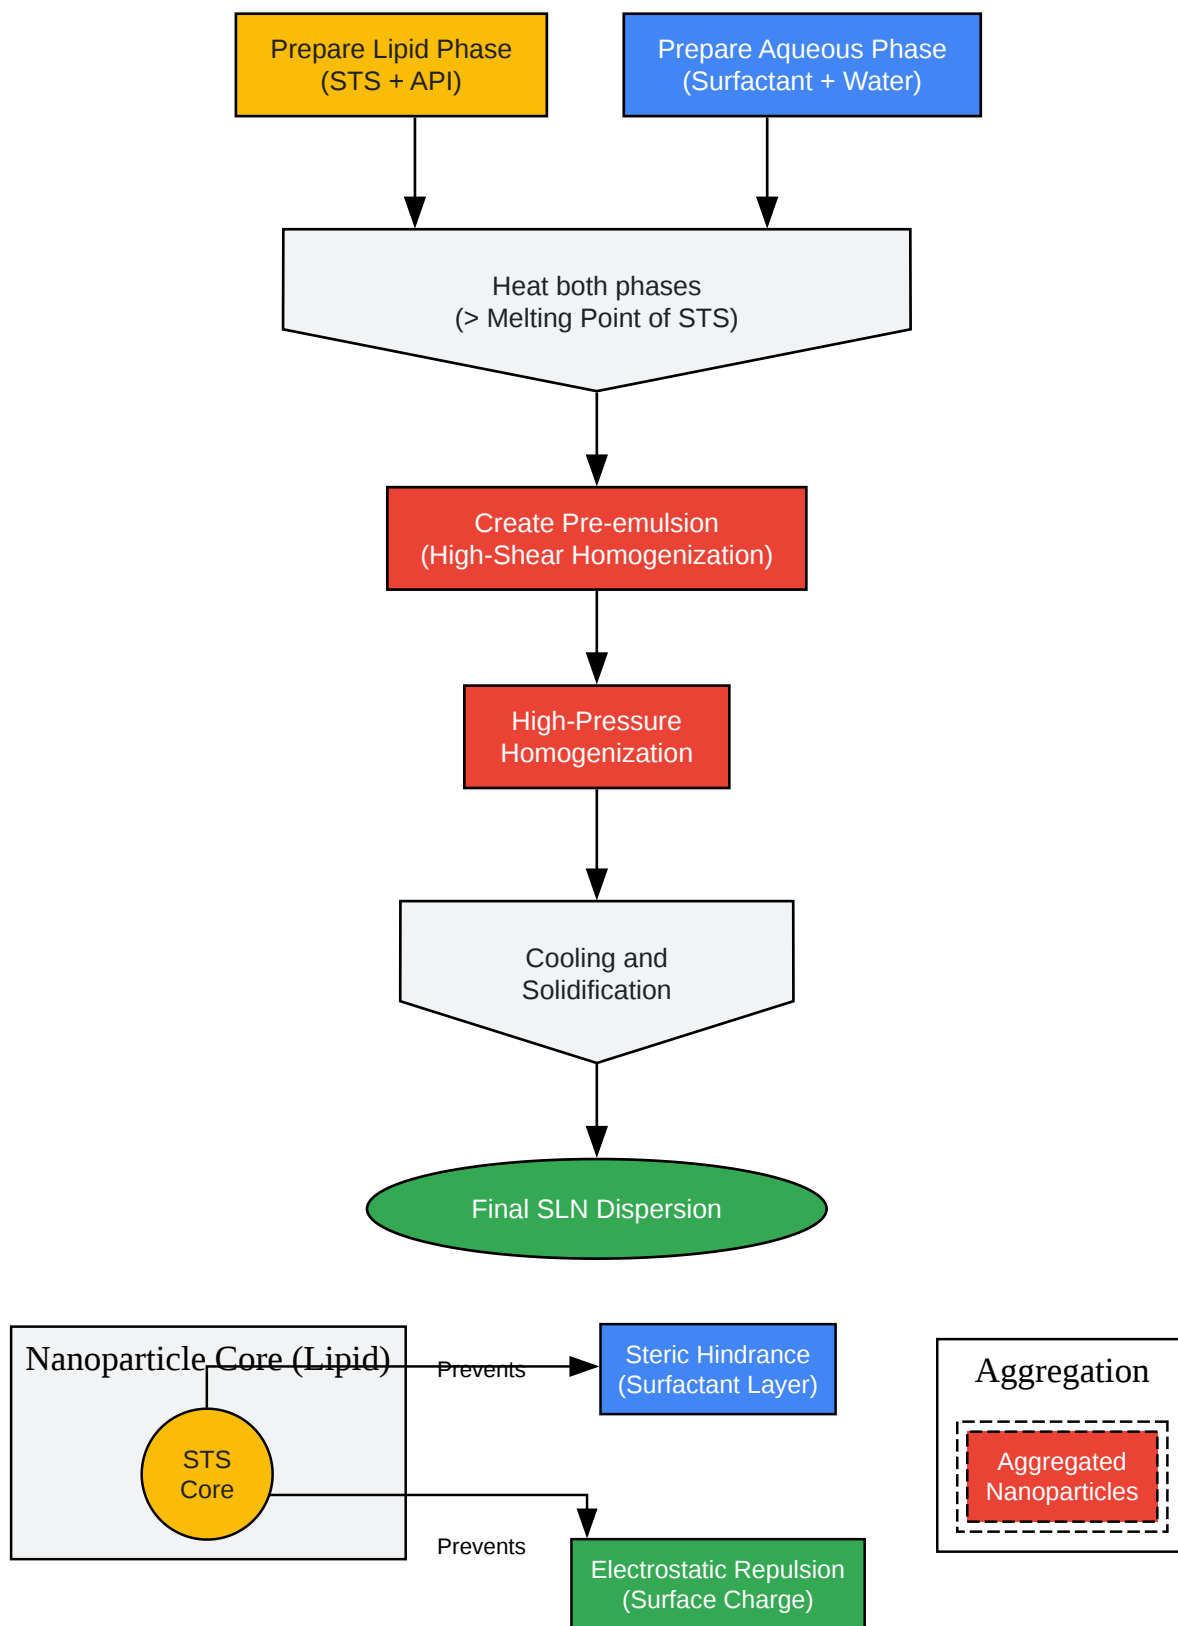 Prepare Lipid Phase
(STS + API)
Prepare Aqueous Phase
(Surfactant + Water)
Heat both phases
(> Melting Point of STS)
Create Pre-emulsion
(High-Shear Homogenization)
High-Pressure
Homogenization
Cooling and
Solidification
Final SLN Dispersion
Nanoparticle Core (Lipid)
STS
Core
Prevents
Prevents
Steric Hindrance
(Surfactant Layer)
Electrostatic Repulsion
(Surface Charge)
Aggregation
Aggregated
Nanoparticles